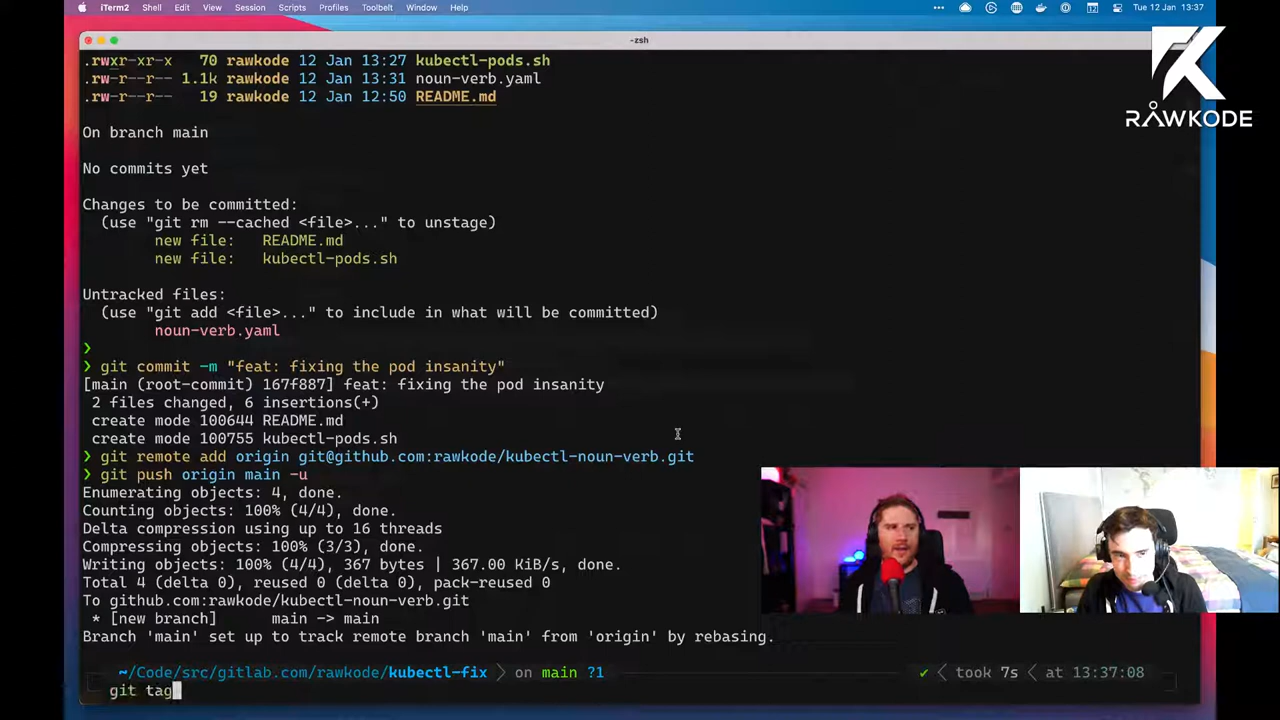 iTerm2 Shell Edit View Session Scripts Profiles Toolbelt Window Help Tue 12 Jan 13:37
-zsh
.rwxr-xr-x 70 rawkode 12 Jan 13:27 kubectl-pods.sh
.rw-r--r-- 1.1k rawkode 12 Jan 13:31 noun-verb.yaml
.rw-r--r-- 19 rawkode 12 Jan 12:50 README.md
RAWKODE
On branch main
No commits yet
Changes to be committed:
(use "git rm --cached <file>..." to unstage)
new file: README.md
new file: kubectl-pods.sh
Untracked files:
(use "git add <file>..." to include in what will be committed)
noun-verb.yaml
❯
❯ git commit -m "feat: fixing the pod insanity"
[main (root-commit) 167f887] feat: fixing the pod insanity
2 files changed, 6 insertions(+)
create mode 100644 README.md
create mode 100755 kubectl-pods.sh
❯ git remote add origin git@github.com:rawkode/kubectl-noun-verb.git
❯ git push origin main -u
Enumerating objects: 4, done.
Counting objects: 100% (4/4), done.
Delta compression using up to 16 threads
Compressing objects: 100% (3/3), done.
Writing objects: 100% (4/4), 367 bytes | 367.00 KiB/s, done.
Total 4 (delta 0), reused 0 (delta 0), pack-reused 0
To github.com:rawkode/kubectl-noun-verb.git
* [new branch] main -> main
Branch 'main' set up to track remote branch 'main' from 'origin' by rebasing.
~/Code/src/gitlab.com/rawkode/kubectl-fix ❯ on main ?1 ✔ ❮ took 7s ❮ at 13:37:08
git tag